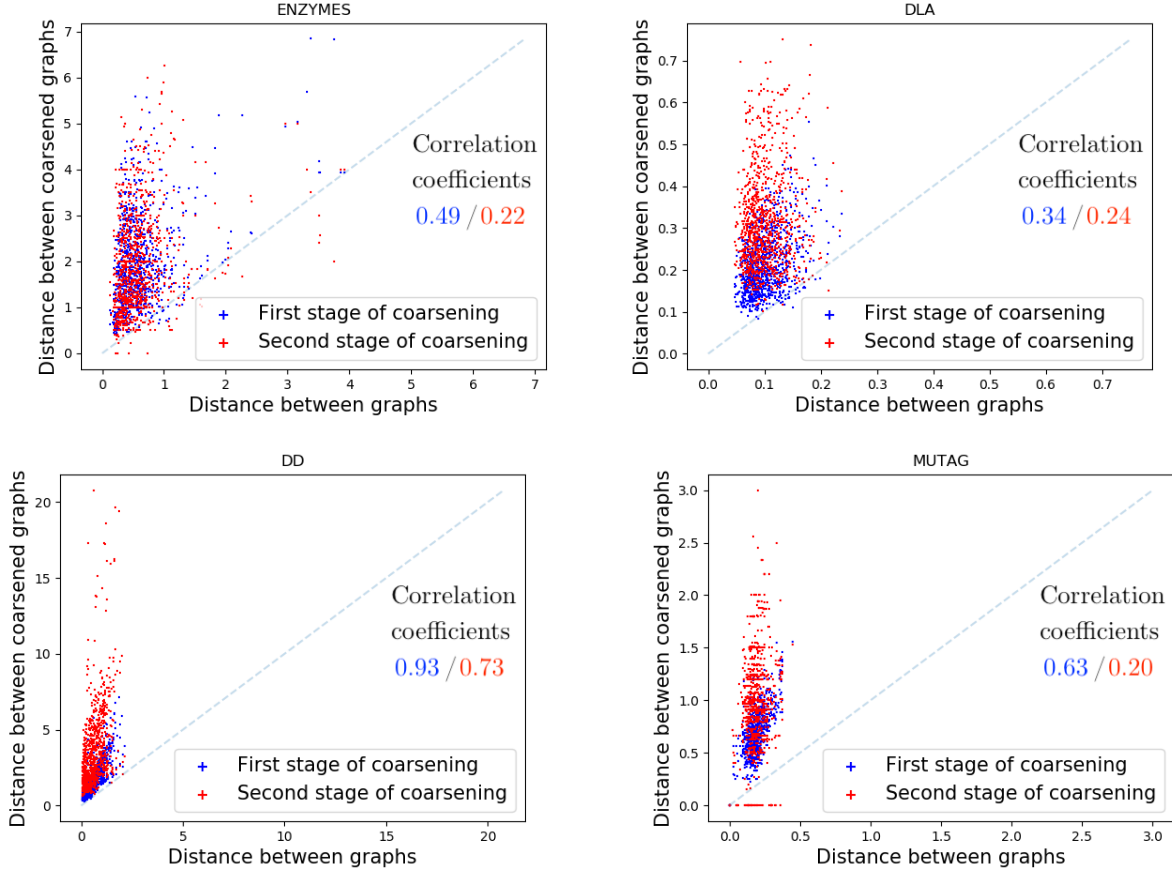 ENZYMES
Distance between coarsened graphs
7
6
5
4
3
2
1
0
Correlation
coefficients
0.49 / 0.22
First stage of coarsening
Second stage of coarsening
0 1 2 3 4 5 6 7
Distance between graphs
DLA
Distance between coarsened graphs
0.7
0.6
0.5
0.4
0.3
0.2
0.1
0.0
Correlation
coefficients
0.34 / 0.24
First stage of coarsening
Second stage of coarsening
0.0 0.1 0.2 0.3 0.4 0.5 0.6 0.7
Distance between graphs
DD
Distance between coarsened graphs
20
15
10
5
0
Correlation
coefficients
0.93 / 0.73
First stage of coarsening
Second stage of coarsening
0 5 10 15 20
Distance between graphs
MUTAG
Distance between coarsened graphs
3.0
2.5
2.0
1.5
1.0
0.5
0.0
Correlation
coefficients
0.63 / 0.20
First stage of coarsening
Second stage of coarsening
0.0 0.5 1.0 1.5 2.0 2.5 3.0
Distance between graphs